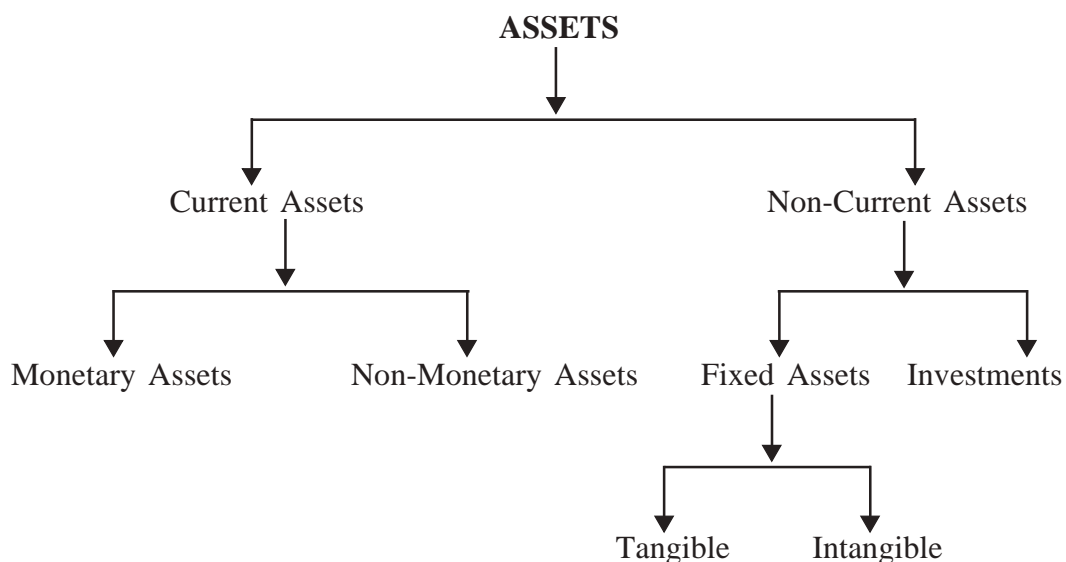 ASSETS
Current Assets
Non-Current Assets
Monetary Assets
Non-Monetary Assets
Fixed Assets
Investments
Tangible
Intangible